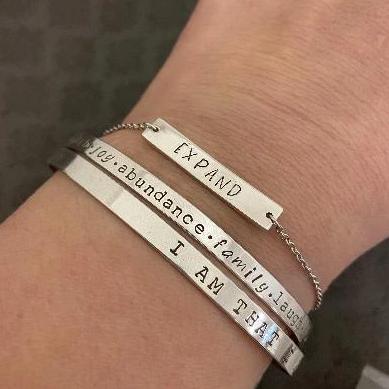 EXPAND
joy.abundance.family.laugh
I AM THAT